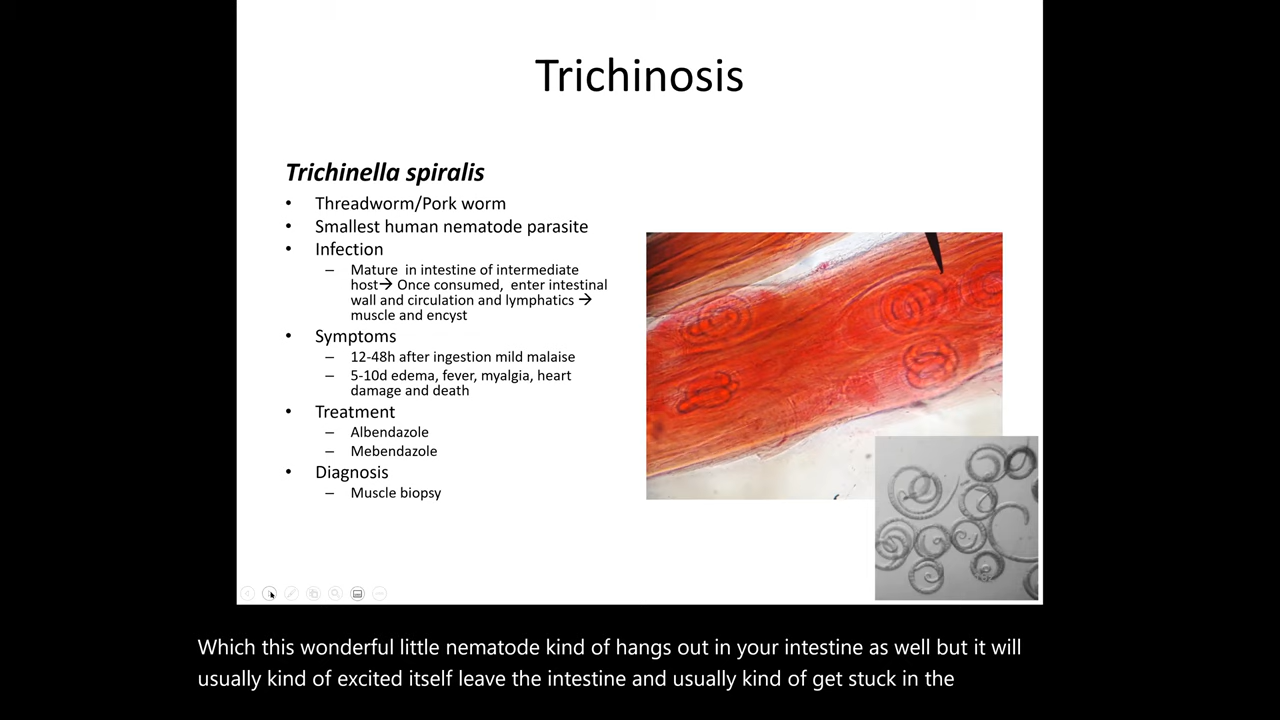 Trichinosis
Trichinella spiralis
• Threadworm/Pork worm
• Smallest human nematode parasite
• Infection
– Mature in intestine of intermediate
host→ Once consumed, enter intestinal
wall and circulation and lymphatics →
muscle and encyst
• Symptoms
– 12-48h after ingestion mild malaise
– 5-10d edema, fever, myalgia, heart
damage and death
• Treatment
– Albendazole
– Mebendazole
• Diagnosis
– Muscle biopsy
Which this wonderful little nematode kind of hangs out in your intestine as well but it will
usually kind of excited itself leave the intestine and usually kind of get stuck in the